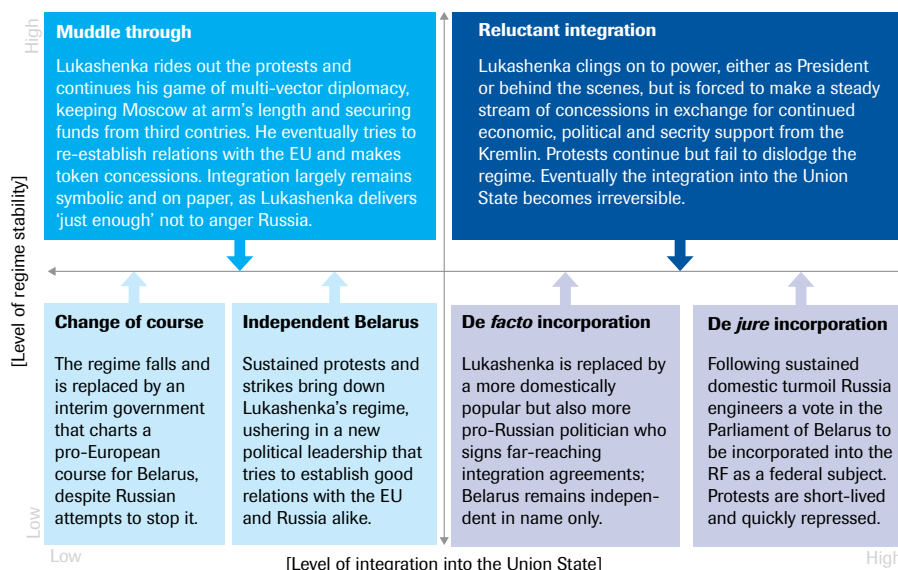 High
[Level of regime stability]
Low
Muddle through
Lukashenka rides out the protests and
continues his game of multi-vector diplomacy,
keeping Moscow at arm's length and securing
funds from third contries. He eventually tries to
re-establish relations with the EU and makes
token concessions. Integration largely remains
symbolic and on paper, as Lukashenka delivers
‘just enough’ not to anger Russia.
Reluctant integration
Lukashenka clings on to power, either as President
or behind the scenes, but is forced to make a steady
stream of concessions in exchange for continued
economic, political and secrity support from the
Kremlin. Protests continue but fail to dislodge the
regime. Eventually the integration into the Union
State becomes irreversible.
Change of course
The regime falls and
is replaced by an
interim government
that charts a
pro-European
course for Belarus,
despite Russian
attempts to stop it.
Independent Belarus
Sustained protests and
strikes bring down
Lukashenka's regime,
ushering in a new
political leadership that
tries to establish good
relations with the EU
and Russia alike.
De facto incorporation
Lukashenka is replaced by
a more domestically
popular but also more
pro-Russian politician who
signs far-reaching
integration agreements;
Belarus remains indepen-
dent in name only.
De jure incorporation
Following sustained
domestic turmoil Russia
engineers a vote in the
Parliament of Belarus to
be incorporated into the
RF as a federal subject.
Protests are short-lived
and quickly repressed.
Low
[Level of integration into the Union State]
High